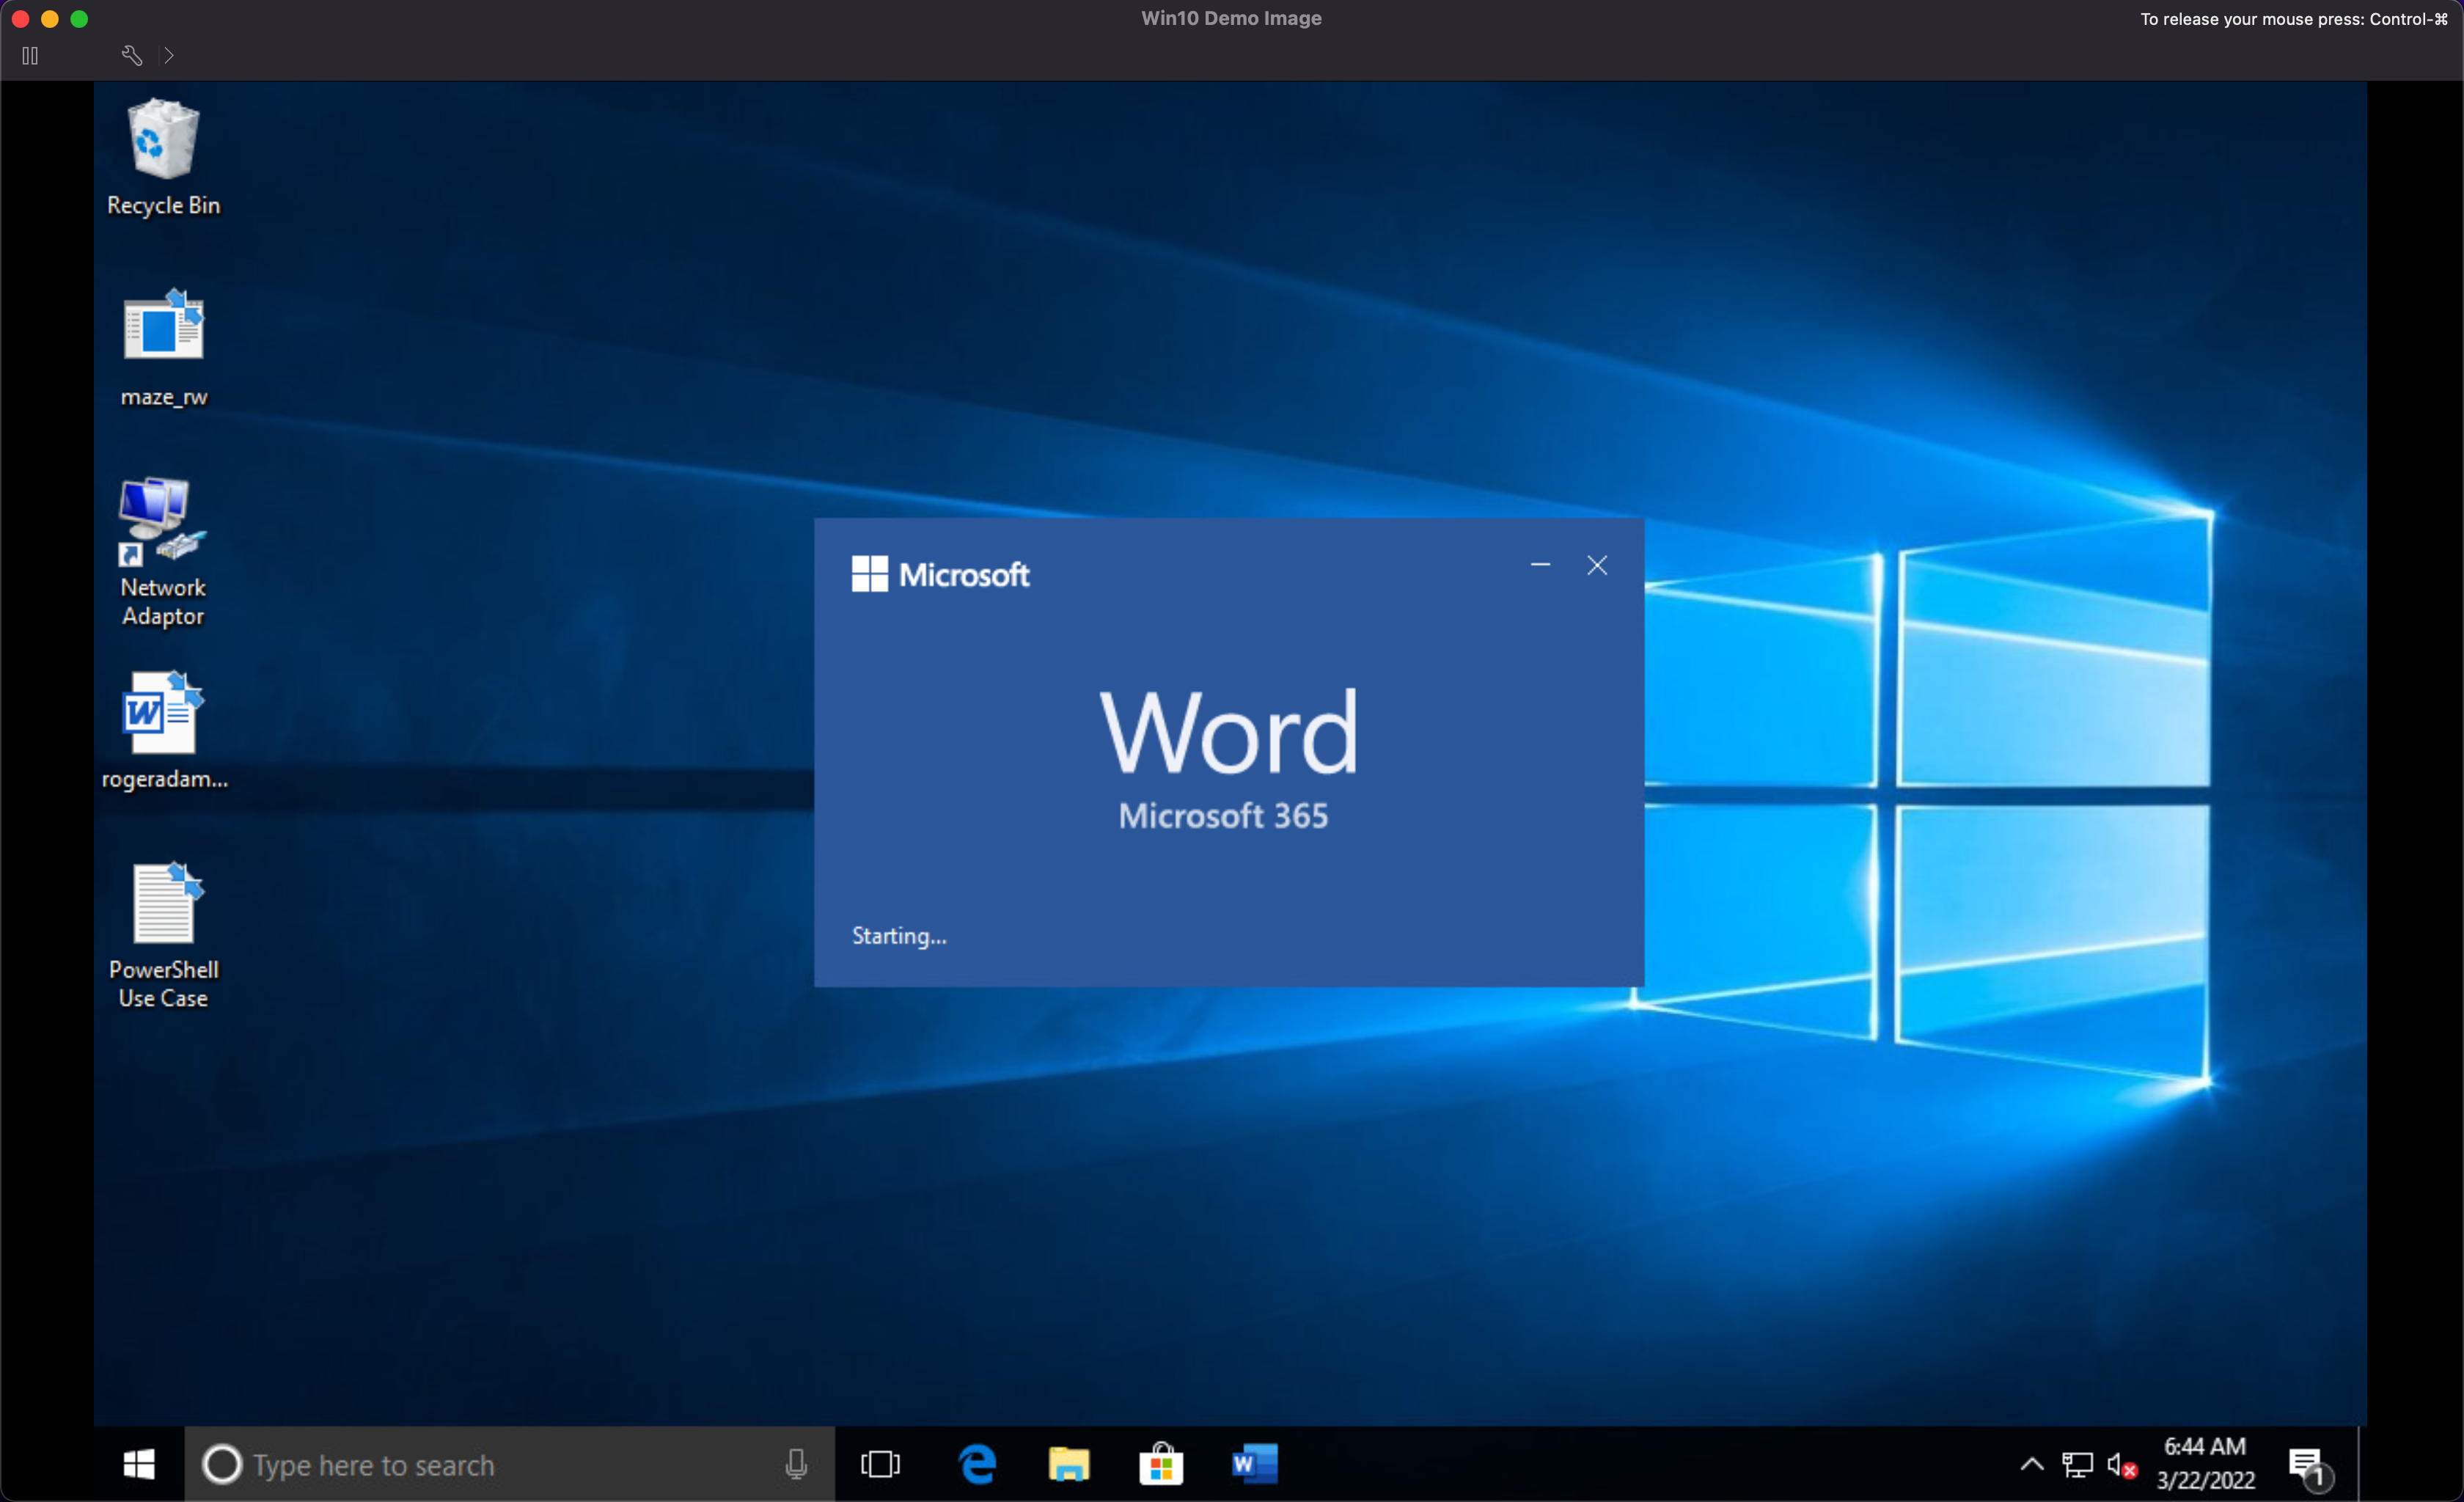 Win10 Demo Image
To release your mouse press: Control-⌘
Recycle Bin
maze_rw
Network
Adaptor
rogeradam...
PowerShell
Use Case
Microsoft
Word
Microsoft 365
Starting...
Type here to search
6:44 AM
3/22/2022
1